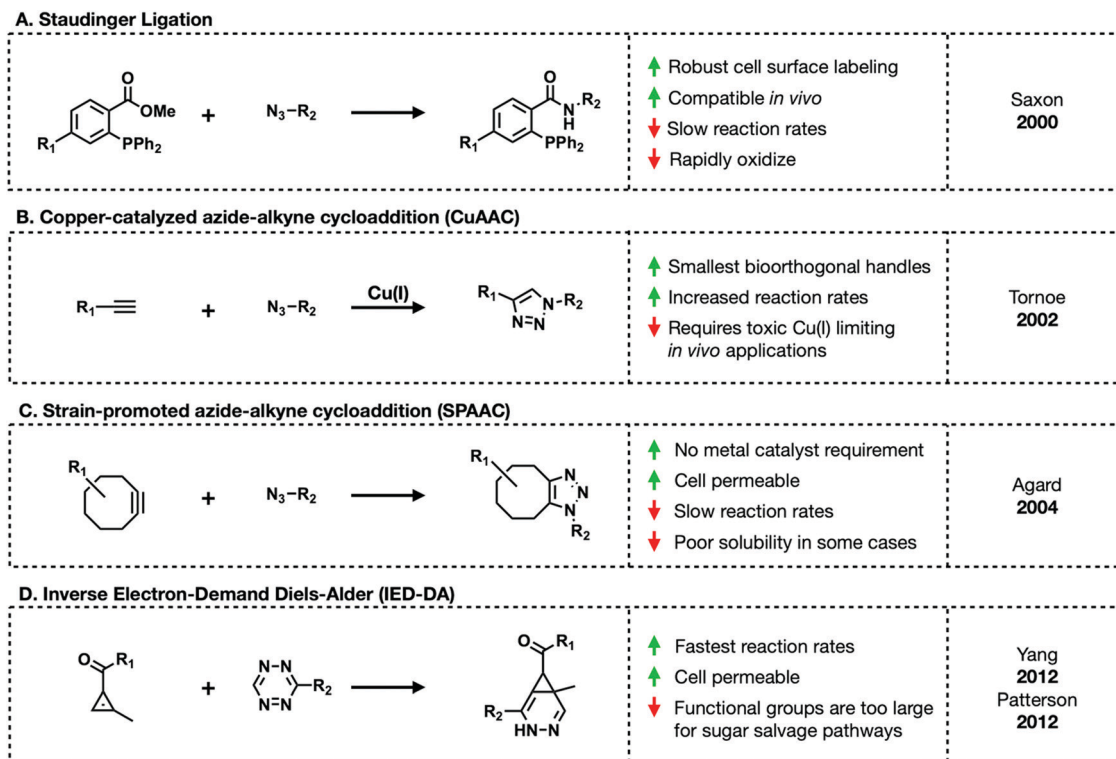 A. Staudinger Ligation
O
OMe
R1
PPh2
+
N3–R2
O
N–R2
H
R1
PPh2
Robust cell surface labeling
Compatible in vivo
Slow reaction rates
Rapidly oxidize
Saxon
2000
B. Copper-catalyzed azide-alkyne cycloaddition (CuAAC)
R1
+
N3–R2
Cu(I)
R1
N–R2
N=N
Smallest bioorthogonal handles
Increased reaction rates
Requires toxic Cu(I) limiting
in vivo applications
Tornoe
2002
C. Strain-promoted azide-alkyne cycloaddition (SPAAC)
R1
+
N3–R2
R1
N
N
N
R2
No metal catalyst requirement
Cell permeable
Slow reaction rates
Poor solubility in some cases
Agard
2004
D. Inverse Electron-Demand Diels-Alder (IED-DA)
O R1
+
N–N
R2
N=N
O R1
R2
HN–N
Fastest reaction rates
Cell permeable
Functional groups are too large
for sugar salvage pathways
Yang
2012
Patterson
2012